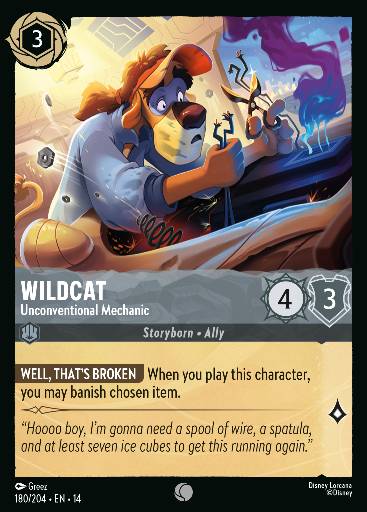 3
WILDCAT
Unconventional Mechanic
4
3
Storyborn • Ally
WELL, THAT'S BROKEN When you play this character,
you may banish chosen item.
“Hoooo boy, I'm gonna need a spool of wire, a spatula,
and at least seven ice cubes to get this running again.”
Greez
180/204 • EN • 14
Disney Lorcana
©Disney